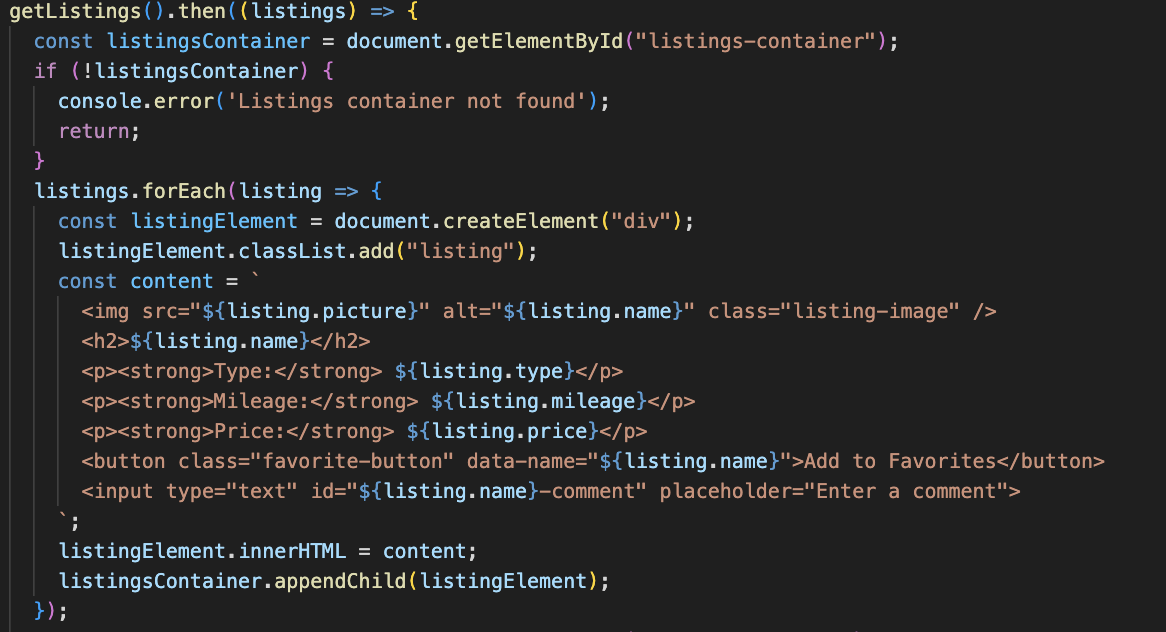 getListings().then((listings) => {
const listingsContainer = document.getElementById("listings-container");
if (!listingsContainer) {
console.error('Listings container not found');
return;
}
listings.forEach(listing => {
const listingElement = document.createElement("div");
listingElement.classList.add("listing");
const content = `
<img src="${listing.picture}" alt="${listing.name}" class="listing-image" />
<h2>${listing.name}</h2>
<p><strong>Type:</strong> ${listing.type}</p>
<p><strong>Mileage:</strong> ${listing.mileage}</p>
<p><strong>Price:</strong> ${listing.price}</p>
<button class="favorite-button" data-name="${listing.name}">Add to Favorites</button>
<input type="text" id="${listing.name}-comment" placeholder="Enter a comment">
`;
listingElement.innerHTML = content;
listingsContainer.appendChild(listingElement);
});